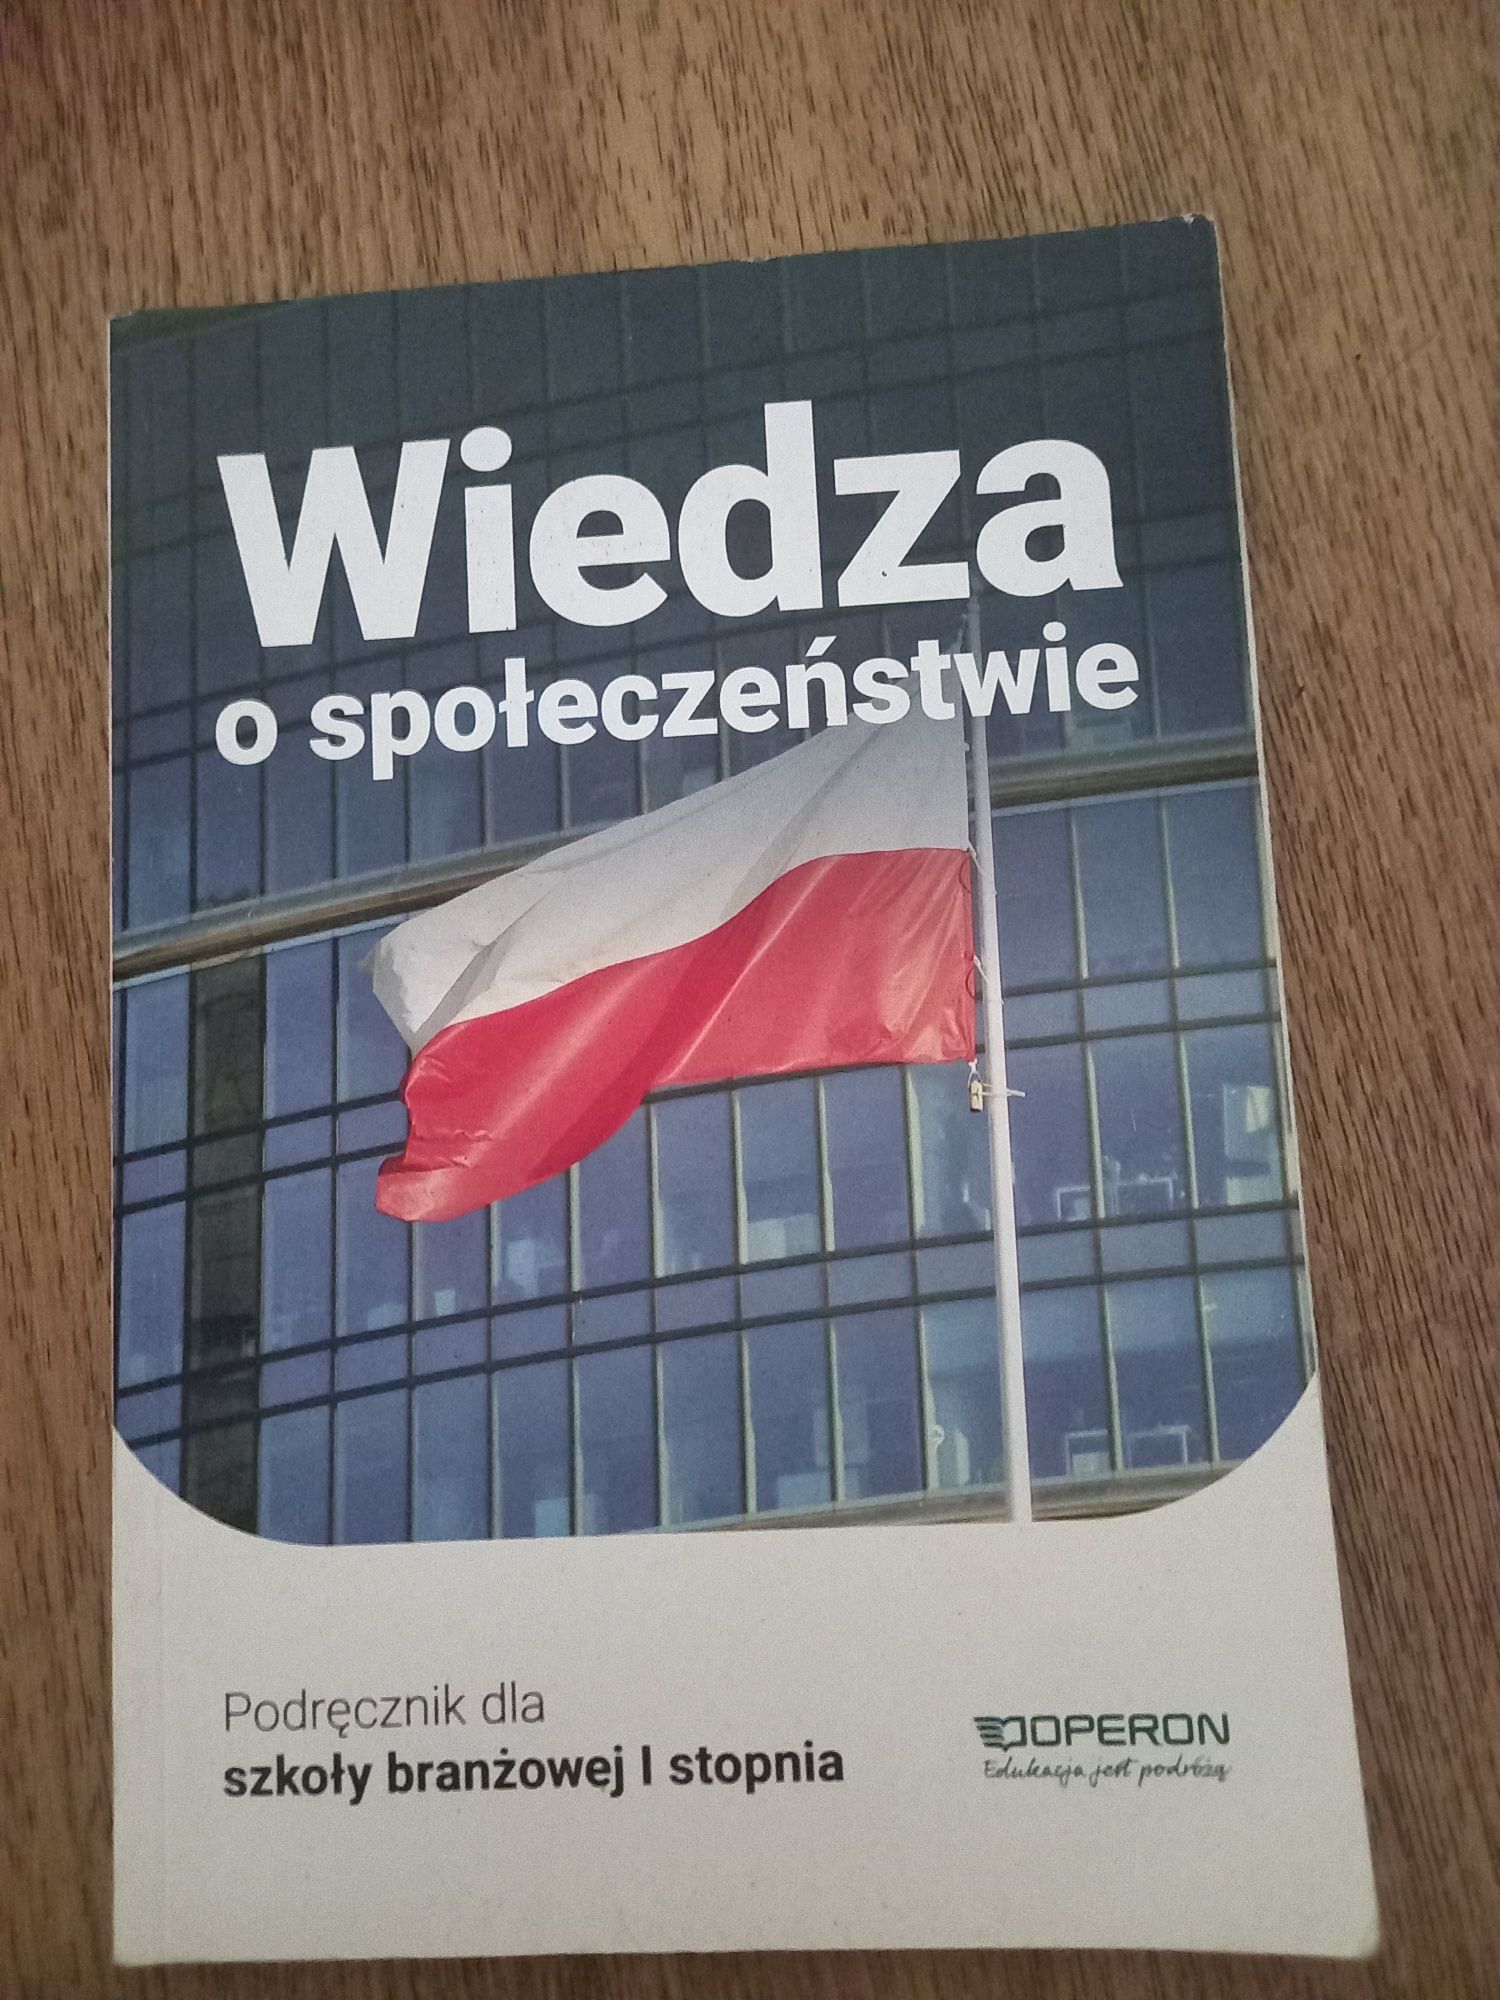 Wiedza
o społeczeństwie
Podręcznik dla
szkoły branżowej I stopnia
OPERON
Edukacja jest podróżą